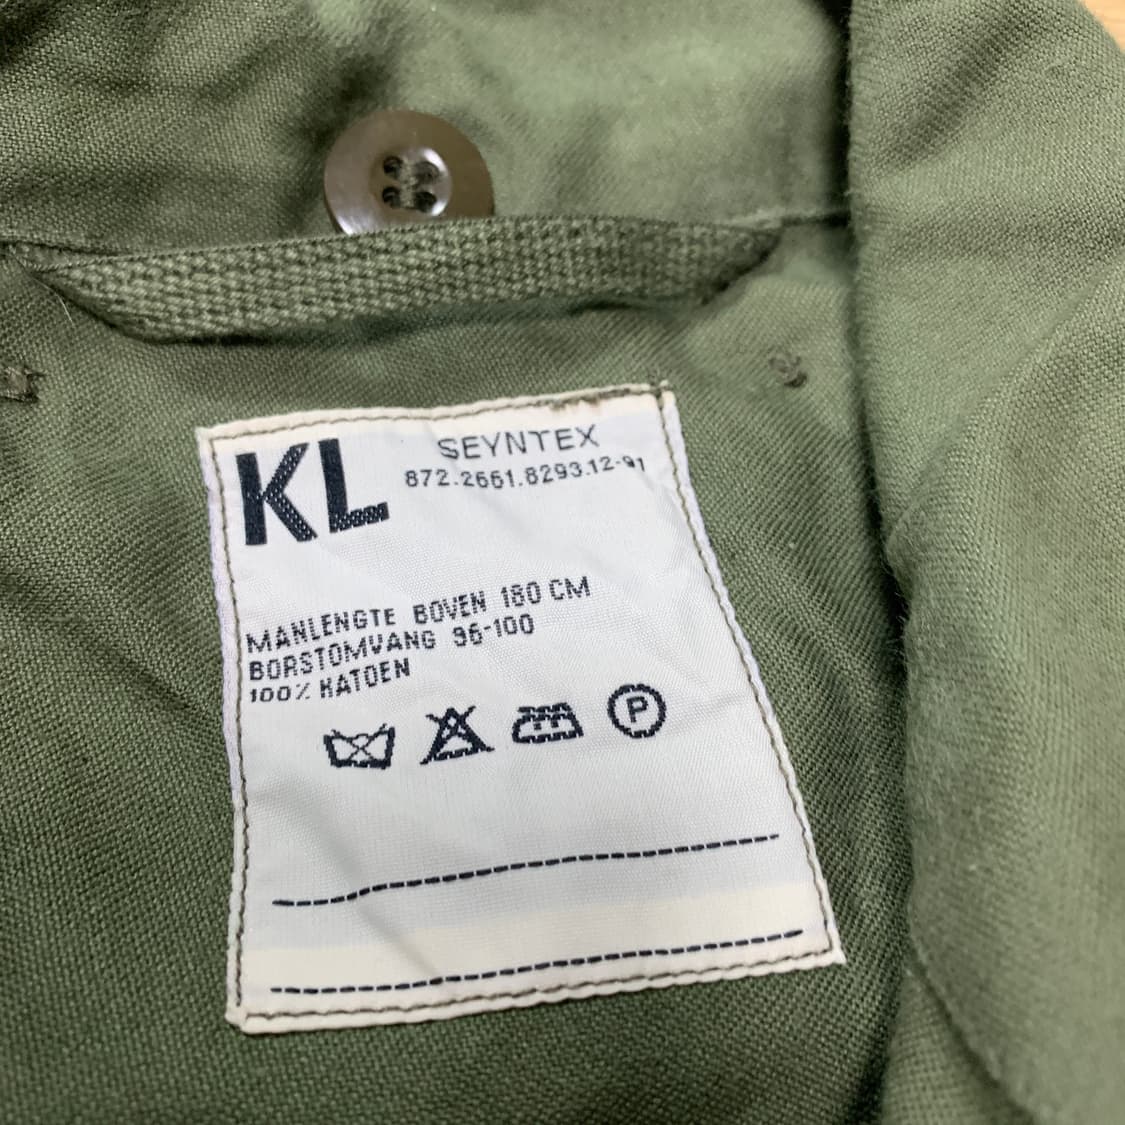 KL
SEYNTEX
872.2661.8293.12-91
MANLENGTE BOVEN 180 CM
BORSTOMVANG 96-100
100% KATOEN
P